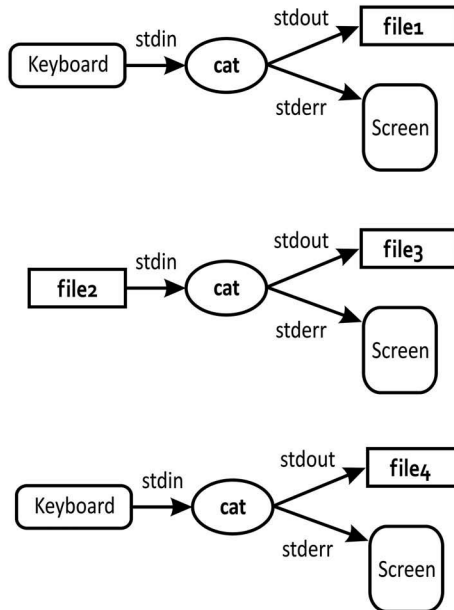 stdin
stdout
file1
Keyboard
cat
stderr
Screen
stdin
stdout
file3
file2
cat
stderr
Screen
stdin
stdout
file4
Keyboard
cat
stderr
Screen